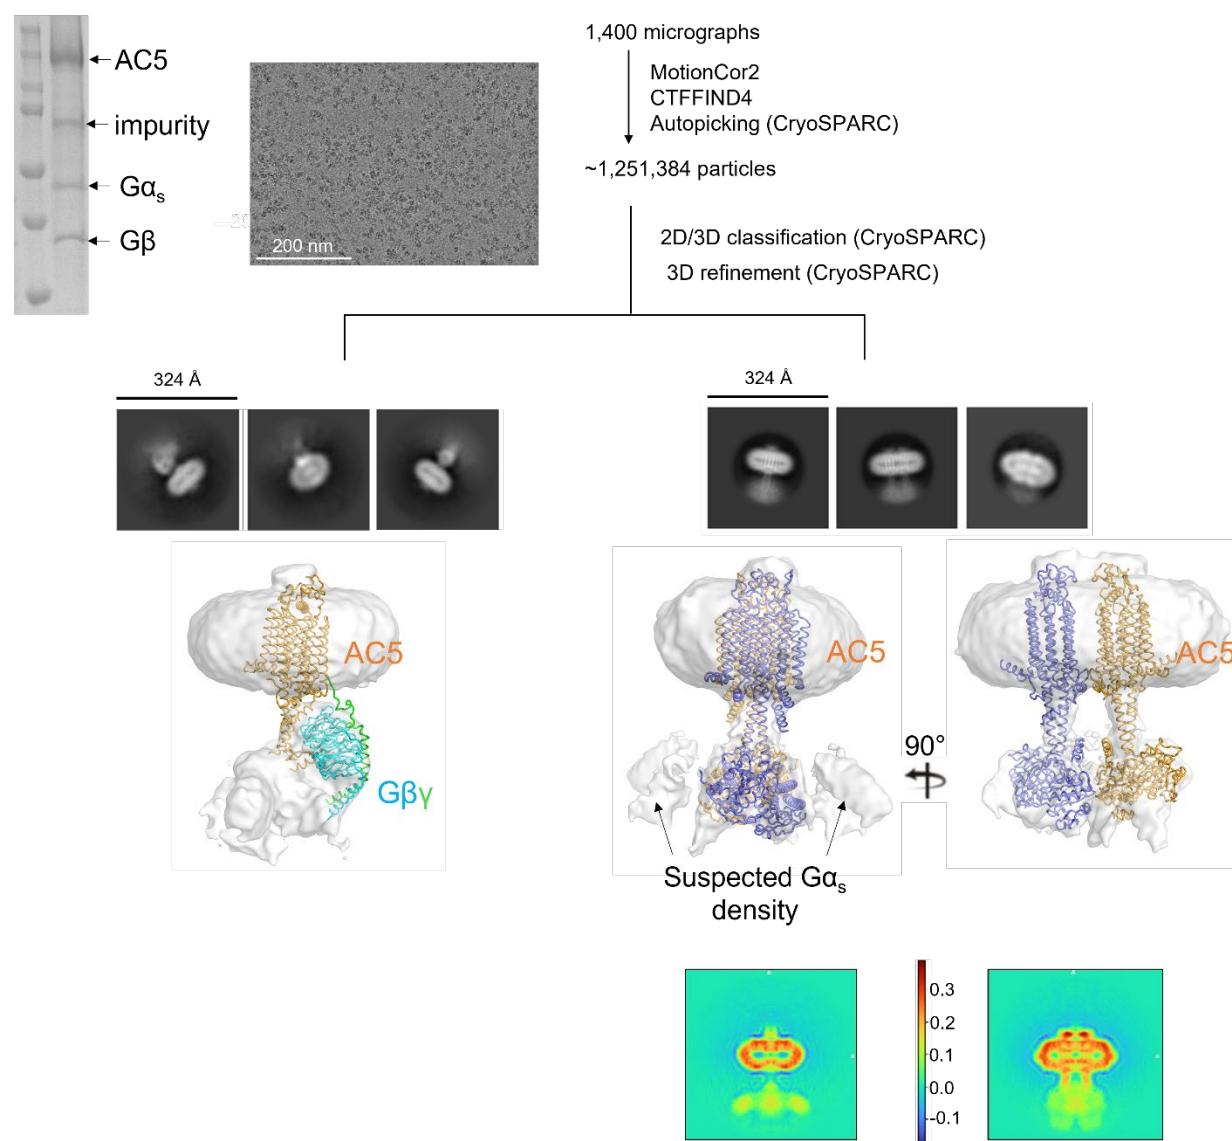 AC5
impurity
Gαs
Gβ
200 nm
1,400 micrographs
MotionCor2
CTFFIND4
Autopicking (CryoSPARC)
~1,251,384 particles
2D/3D classification (CryoSPARC)
3D refinement (CryoSPARC)
324 Å
324 Å
AC5
Gβγ
AC5
90°
AC5
Suspected Gαs
density
0.3
0.2
0.1
0.0
-0.1